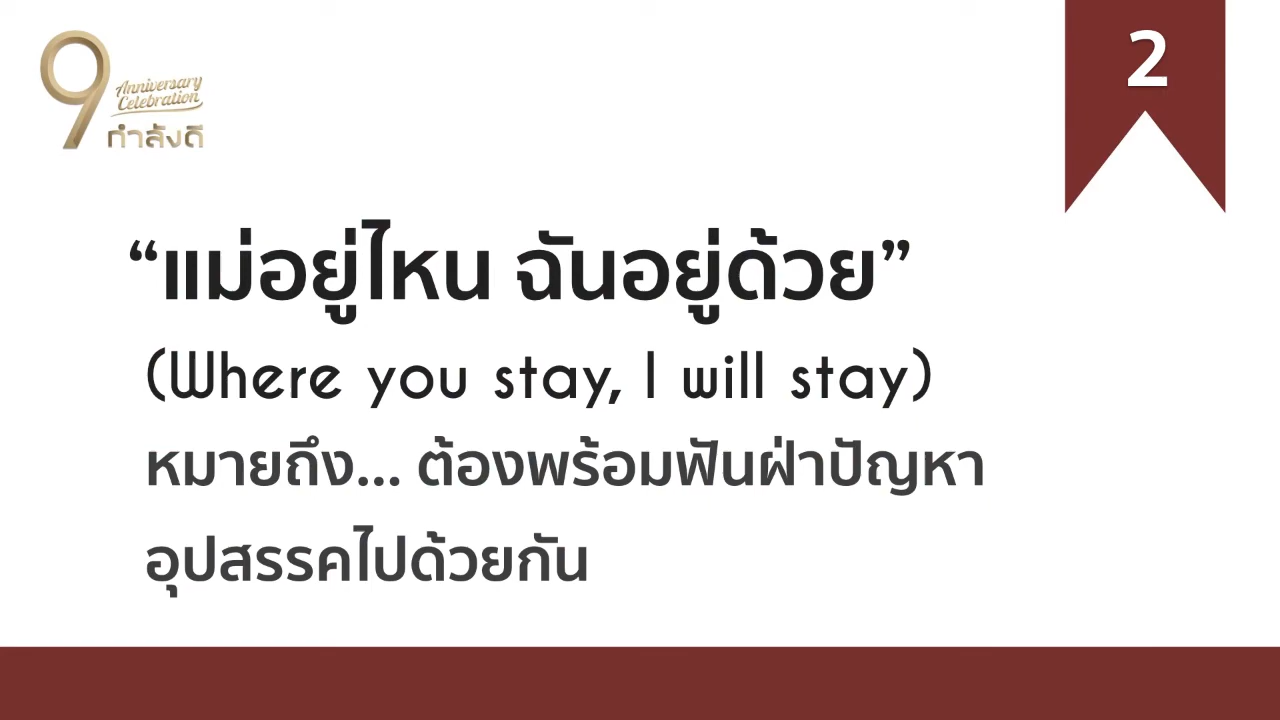 9
Anniversary
Celebration
กำลังดี
2
“แม่อยู่ไหน ฉันอยู่ด้วย”
(Where you stay, I will stay)
หมายถึง... ต้องพร้อมฟันฝ่าปัญหา
อุปสรรคไปด้วยกัน